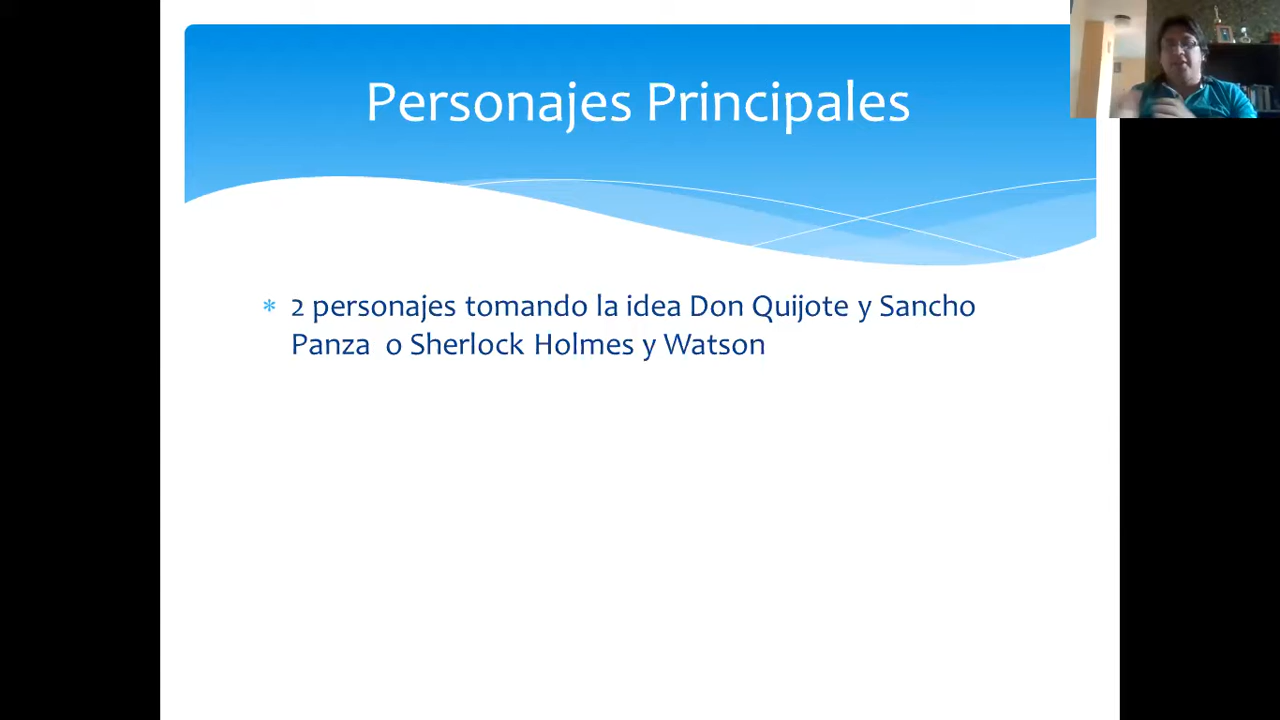 Personajes Principales
2 personajes tomando la idea Don Quijote y Sancho
Panza o Sherlock Holmes y Watson